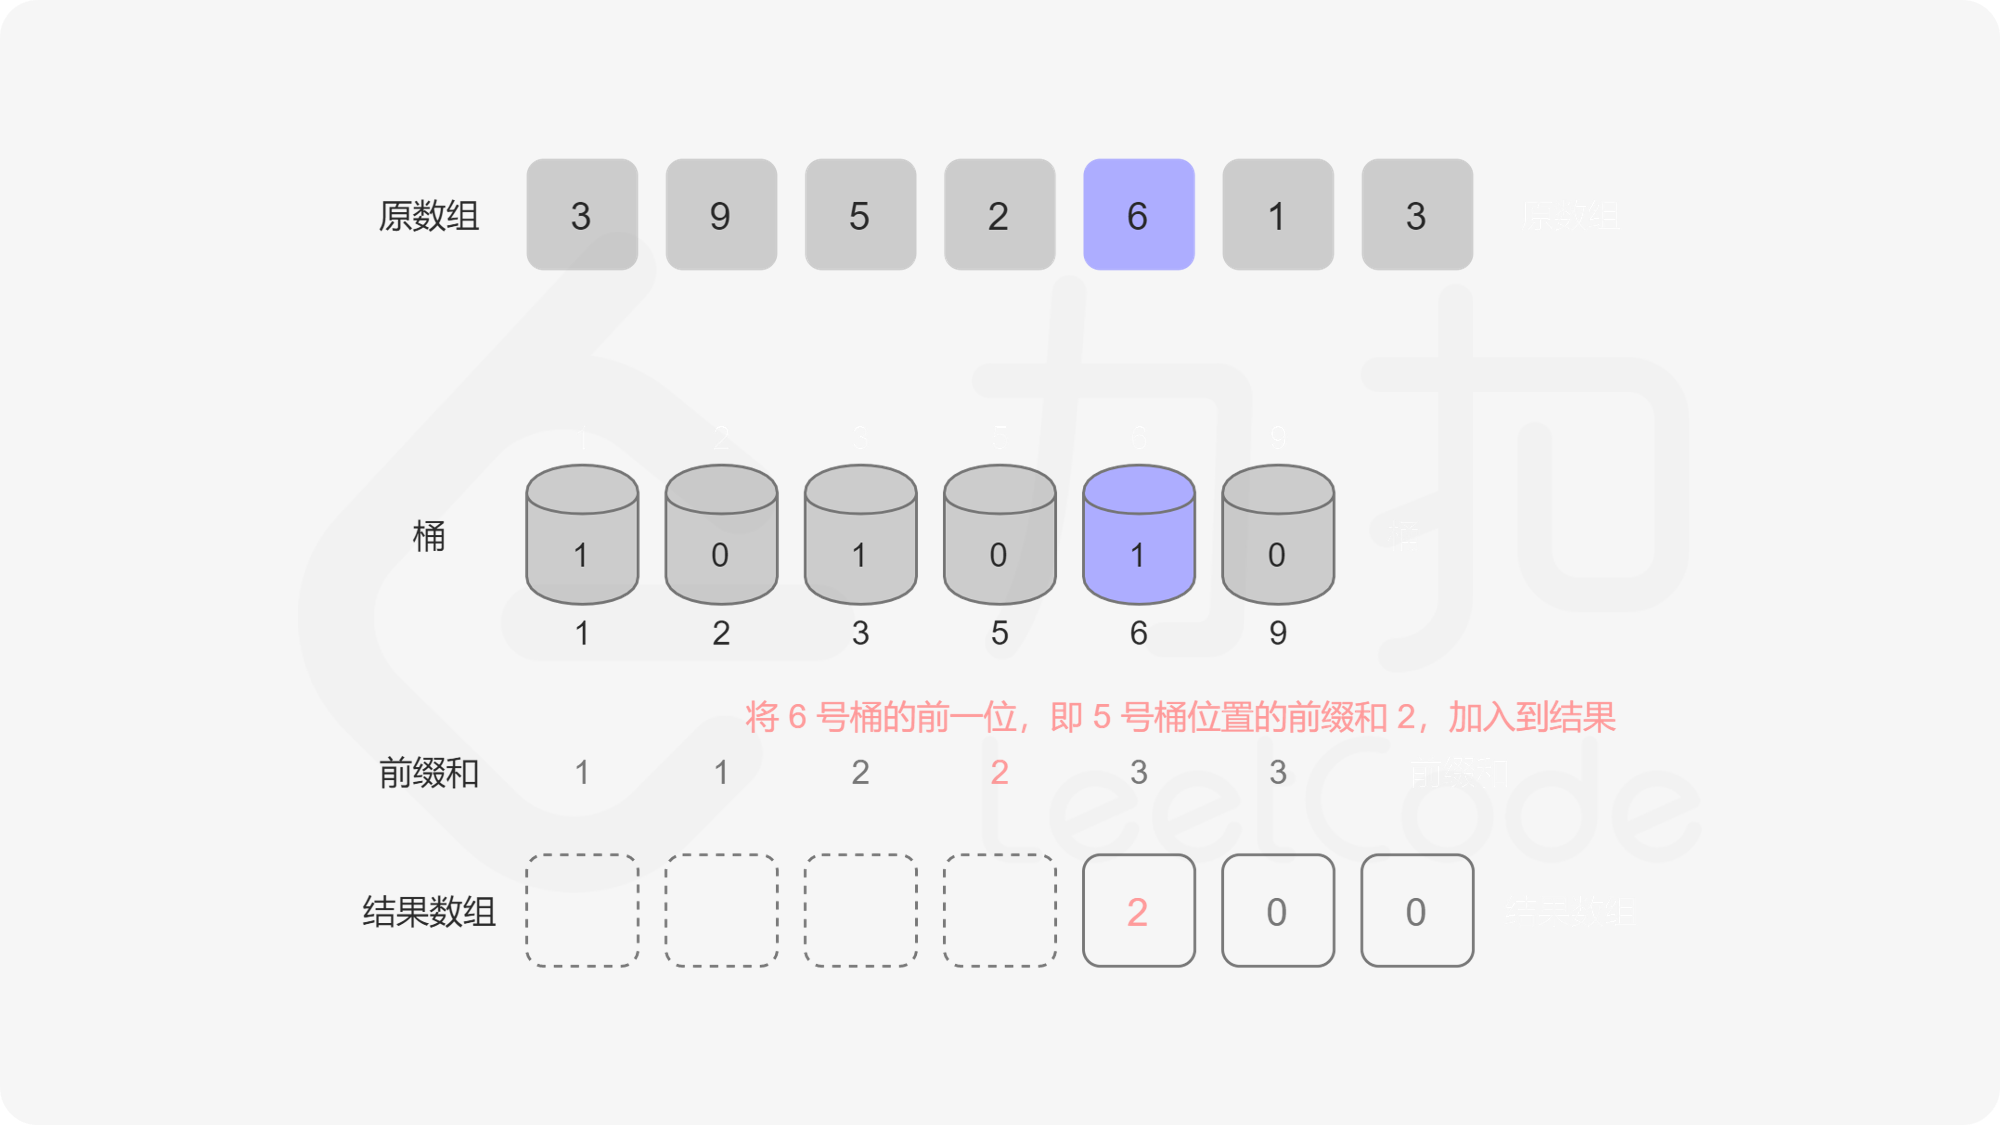 原数组 3 9 5 2 6 1 3
桶 1 0 1 0 1 0
1 2 3 5 6 9
将 6 号桶的前一位，即 5 号桶位置的前缀和 2，加入到结果
前缀和 1 1 2 2 3 3
结果数组 2 0 0
力扣
LeetCode